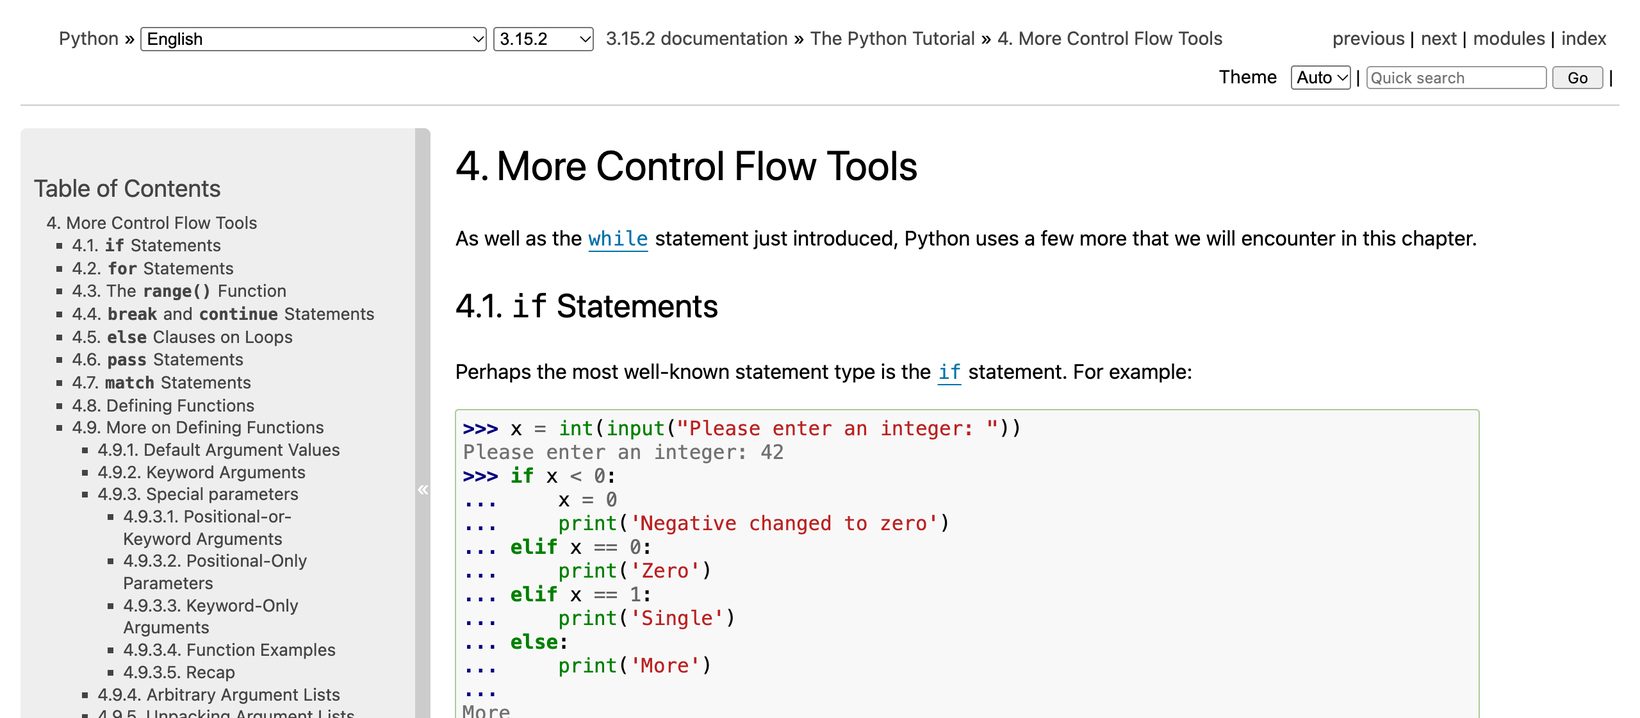 Python » English 3.15.2 3.15.2 documentation » The Python Tutorial » 4. More Control Flow Tools previous | next | modules | index
Theme Auto | Quick search Go |
Table of Contents
4. More Control Flow Tools
▪ 4.1. if Statements
▪ 4.2. for Statements
▪ 4.3. The range() Function
▪ 4.4. break and continue Statements
▪ 4.5. else Clauses on Loops
▪ 4.6. pass Statements
▪ 4.7. match Statements
▪ 4.8. Defining Functions
▪ 4.9. More on Defining Functions
▪ 4.9.1. Default Argument Values
▪ 4.9.2. Keyword Arguments
▪ 4.9.3. Special parameters
▪ 4.9.3.1. Positional-or-
Keyword Arguments
▪ 4.9.3.2. Positional-Only
Parameters
▪ 4.9.3.3. Keyword-Only
Arguments
▪ 4.9.3.4. Function Examples
▪ 4.9.3.5. Recap
▪ 4.9.4. Arbitrary Argument Lists
▪ 4.9.5. Unpacking Argument Lists
«
4. More Control Flow Tools
As well as the while statement just introduced, Python uses a few more that we will encounter in this chapter.
4.1. if Statements
Perhaps the most well-known statement type is the if statement. For example:
>>> x = int(input("Please enter an integer: "))
Please enter an integer: 42
>>> if x < 0:
...     x = 0
...     print('Negative changed to zero')
... elif x == 0:
...     print('Zero')
... elif x == 1:
...     print('Single')
... else:
...     print('More')
...
More